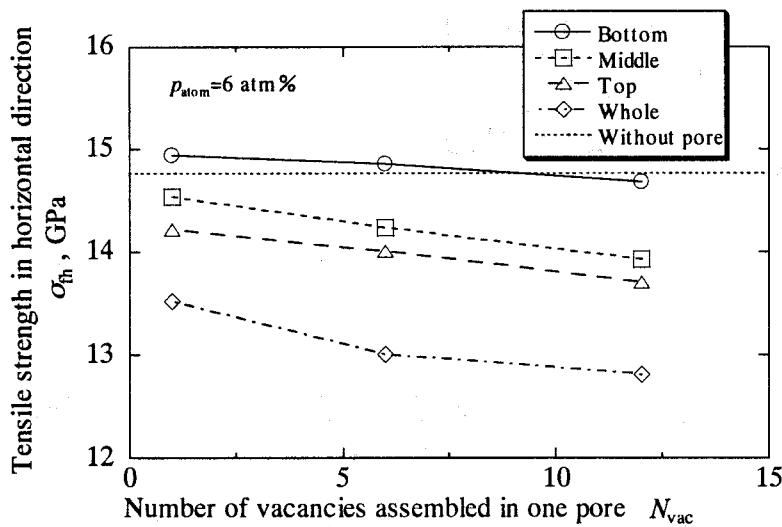 Bottom
Middle
Top
Whole
Without pore
p_atom=6 atm%
16
15
14
13
12
0
5
10
15
Tensile strength in horizontal direction
σ_fh , GPa
Number of vacancies assembled in one pore N_vac